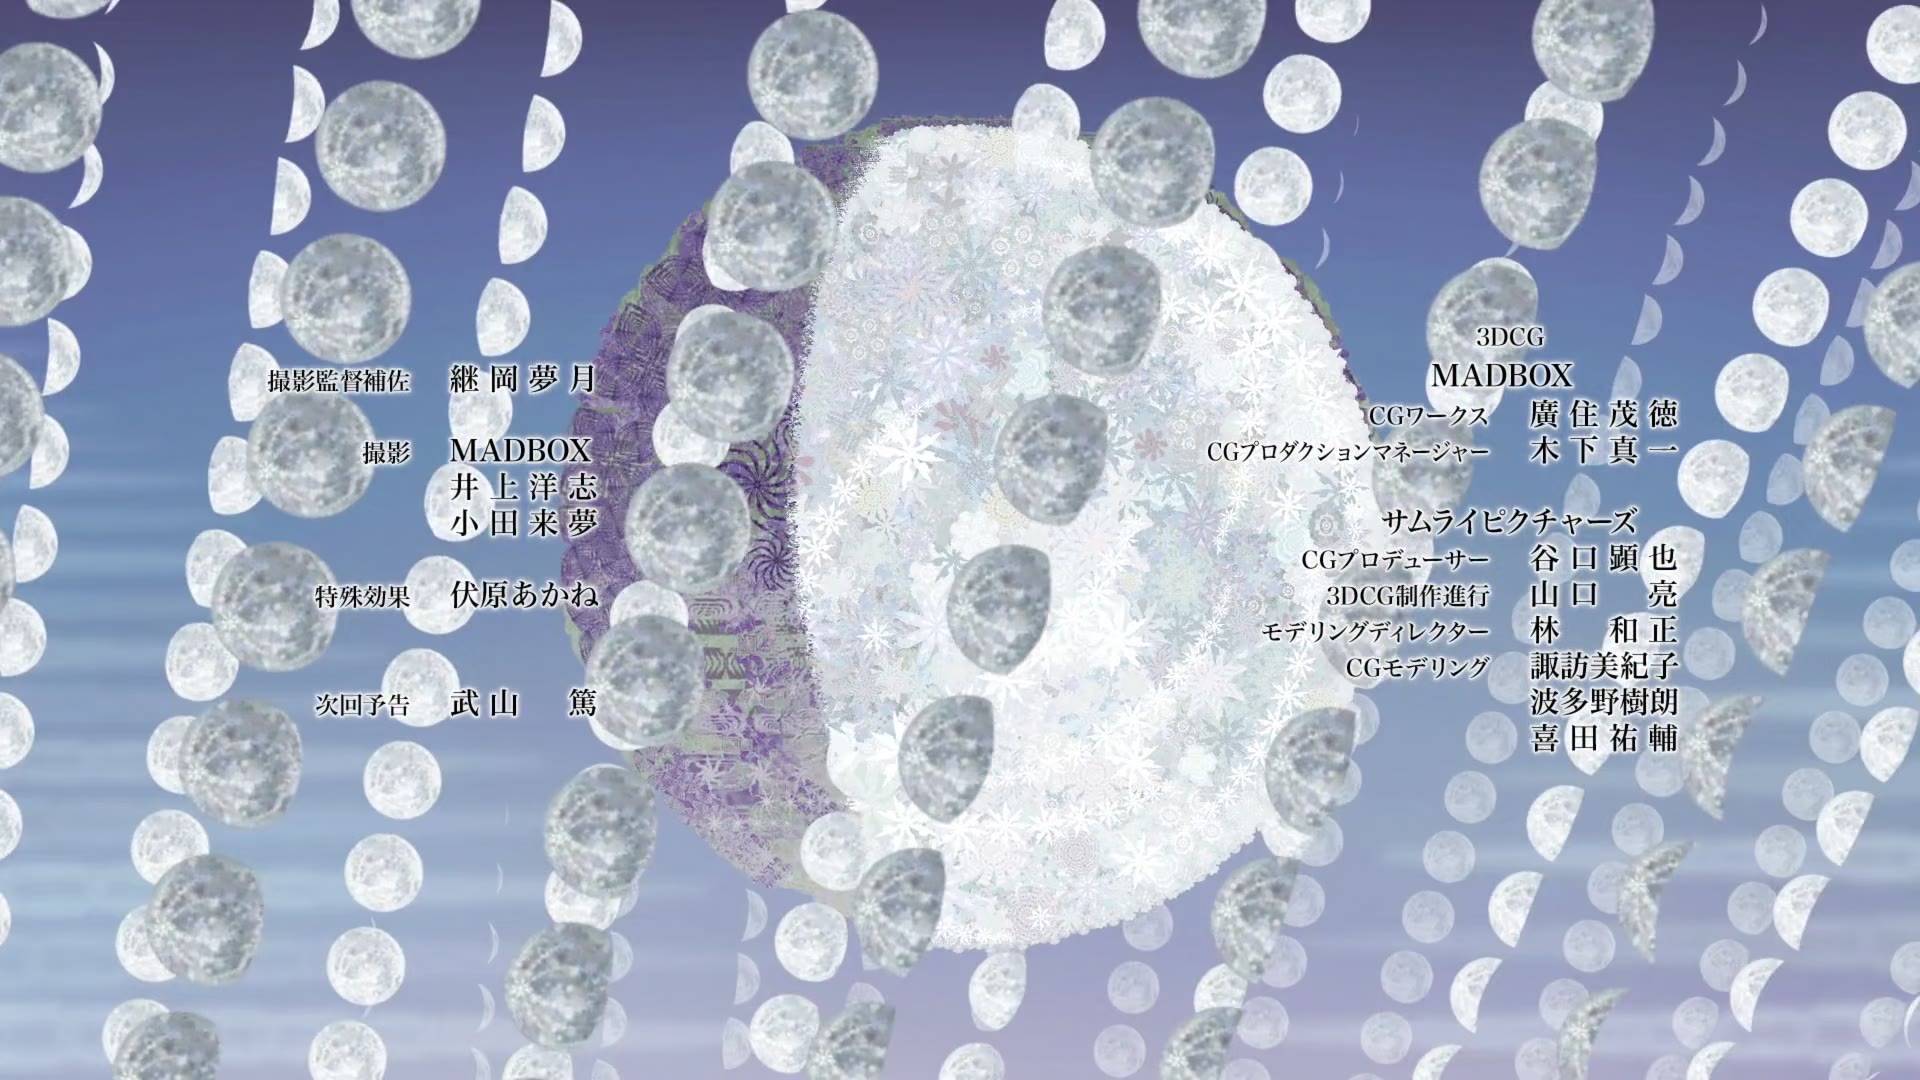 撮影監督補佐 継岡夢月
撮影 MADBOX
井上洋志
小田来夢
特殊効果 伏原あかね
次回予告 武山 篤
3DCG
MADBOX
CGワークス 廣住茂徳
CGプロダクションマネージャー 木下真一
サムライピクチャーズ
CGプロデューサー 谷口顕也
3DCG制作進行 山口 亮
モデリングディレクター 林 和正
CGモデリング 諏訪美紀子
波多野樹朗
喜田祐輔